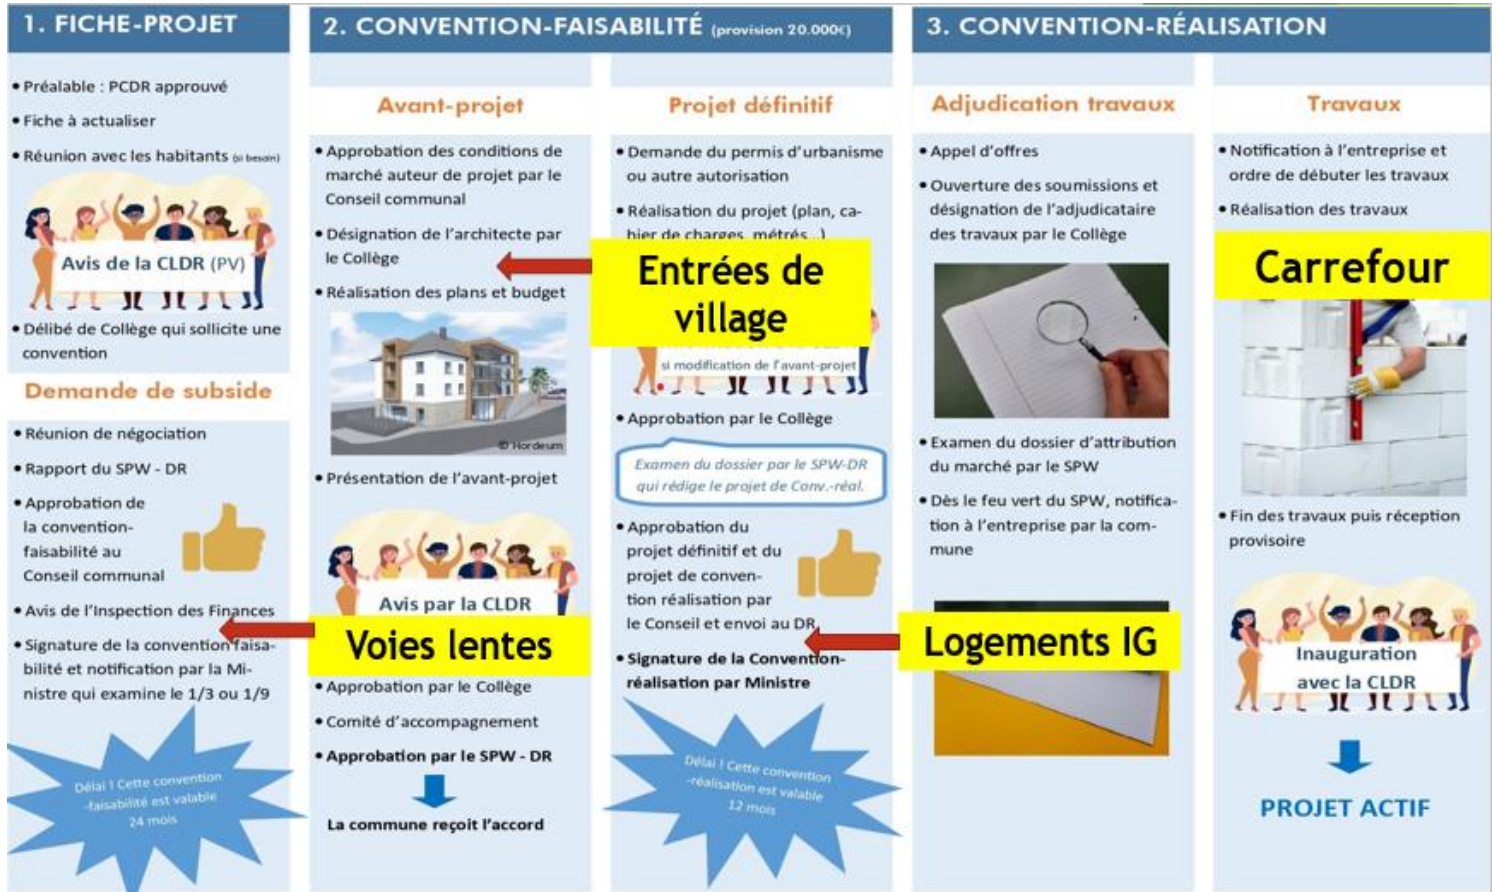 1. FICHE-PROJET
• Préalable : PCDR approuvé
• Fiche à actualiser
• Réunion avec les habitants (si besoin)
Avis de la CLDR (PV)
• Délibé de Collège qui sollicite une
convention
Demande de subside
• Réunion de négociation
• Rapport du SPW - DR
• Approbation de
la convention-
faisabilité au
Conseil communal
• Avis de l'Inspection des Finances
• Signature de la convention faisa-
bilité et notification par la Mi-
nistre qui examine le 1/3 ou 1/9
Délai ! Cette convention
-faisabilité est valable
24 mois
2. CONVENTION-FAISABILITÉ (provision 20.000€)
Avant-projet
• Approbation des conditions de
marché auteur de projet par le
Conseil communal
• Désignation de l'architecte par
le Collège
• Réalisation des plans et budget
© Hordeum
• Présentation de l'avant-projet
Avis par la CLDR
Voies lentes
• Approbation par le Collège
• Comité d'accompagnement
• Approbation par le SPW - DR
La commune reçoit l'accord
Projet définitif
• Demande du permis d'urbanisme
ou autre autorisation
• Réalisation du projet (plan, ca-
hier de charges, métrés...)
Entrées de
village
si modification de l'avant-projet
• Approbation par le Collège
Examen du dossier par le SPW-DR
qui rédige le projet de Conv.-réal.
• Approbation du
projet définitif et du
projet de conven-
tion réalisation par
le Conseil et envoi au DR
• Signature de la Convention-
réalisation par Ministre
Délai ! Cette convention
-réalisation est valable
12 mois
3. CONVENTION-RÉALISATION
Adjudication travaux
• Appel d'offres
• Ouverture des soumissions et
désignation de l'adjudicataire
des travaux par le Collège
• Examen du dossier d'attribution
du marché par le SPW
• Dès le feu vert du SPW, notifica-
tion à l'entreprise par la com-
mune
Logements IG
Travaux
• Notification à l'entreprise et
ordre de débuter les travaux
• Réalisation des travaux
Carrefour
• Fin des travaux puis réception
provisoire
Inauguration
avec la CLDR
PROJET ACTIF